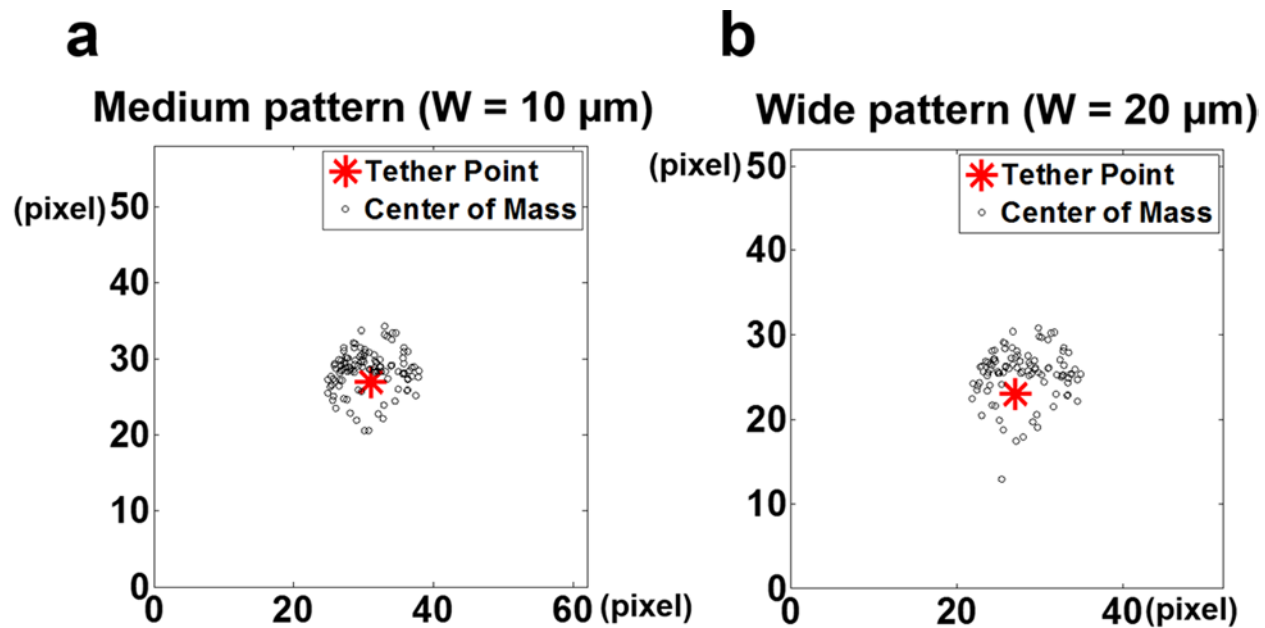 a
Medium pattern (W = 10 µm)
(pixel)
50
40
30
20
10
0
0 20 40 60 (pixel)
Tether Point
Center of Mass
b
Wide pattern (W = 20 µm)
(pixel)
50
40
30
20
10
0
0 20 40 (pixel)
Tether Point
Center of Mass